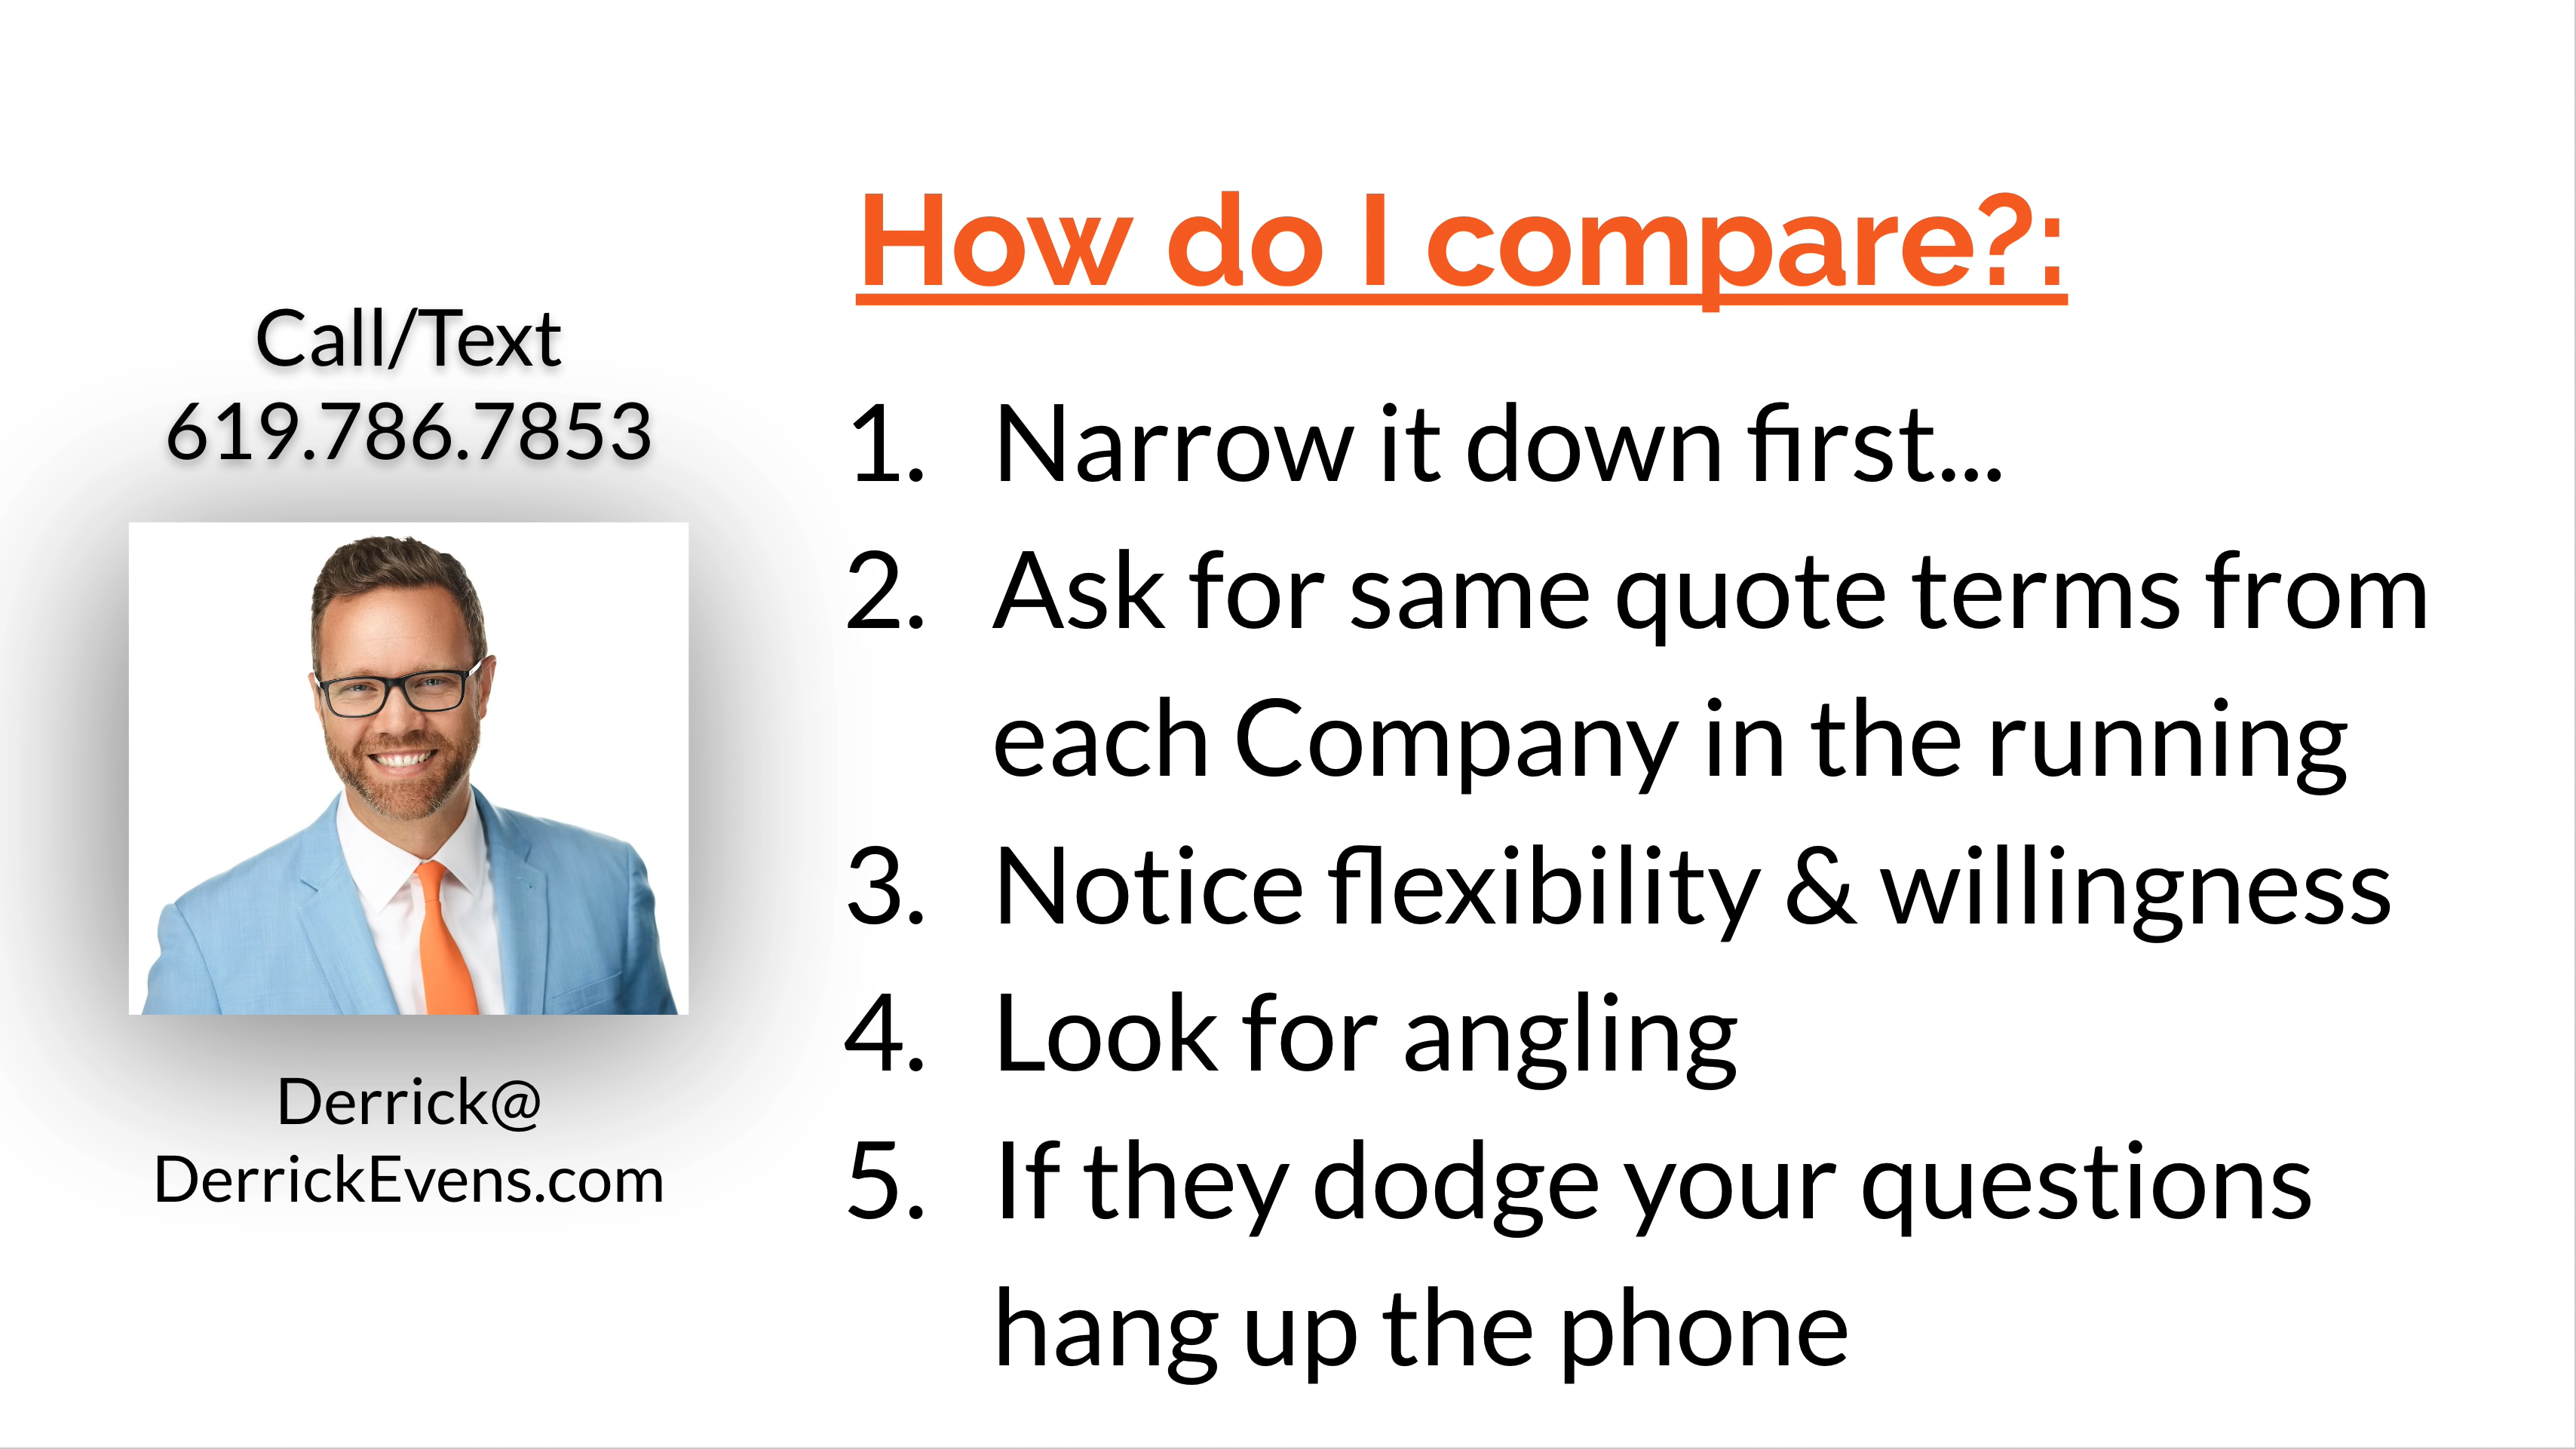 Call/Text
619.786.7853
Derrick@
DerrickEvens.com
How do I compare?:
1. Narrow it down first...
2. Ask for same quote terms from
each Company in the running
3. Notice flexibility & willingness
4. Look for angling
5. If they dodge your questions
hang up the phone